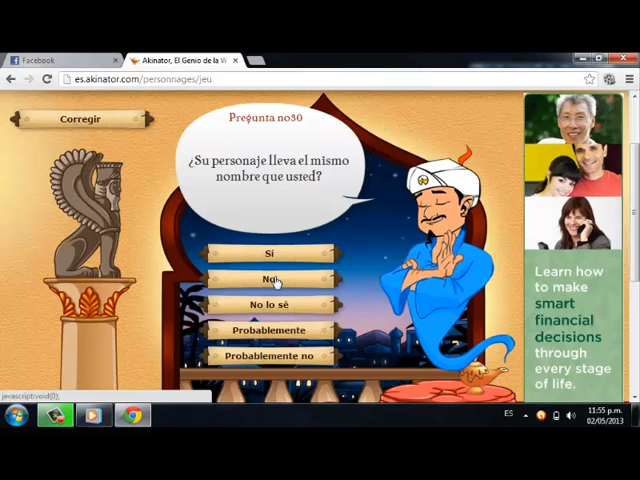 Facebook
Akinator, El Genio de la W
es.akinator.com/personnages/jeu
Corregir
Pregunta no30
¿Su personaje lleva el mismo
nombre que usted?
Sí
No
No lo sé
Probablemente
Probablemente no
Learn how
to make
smart
financial
decisions
through
every stage
of life.
javascript:void(0);
ES
11:55 p.m.
02/05/2013